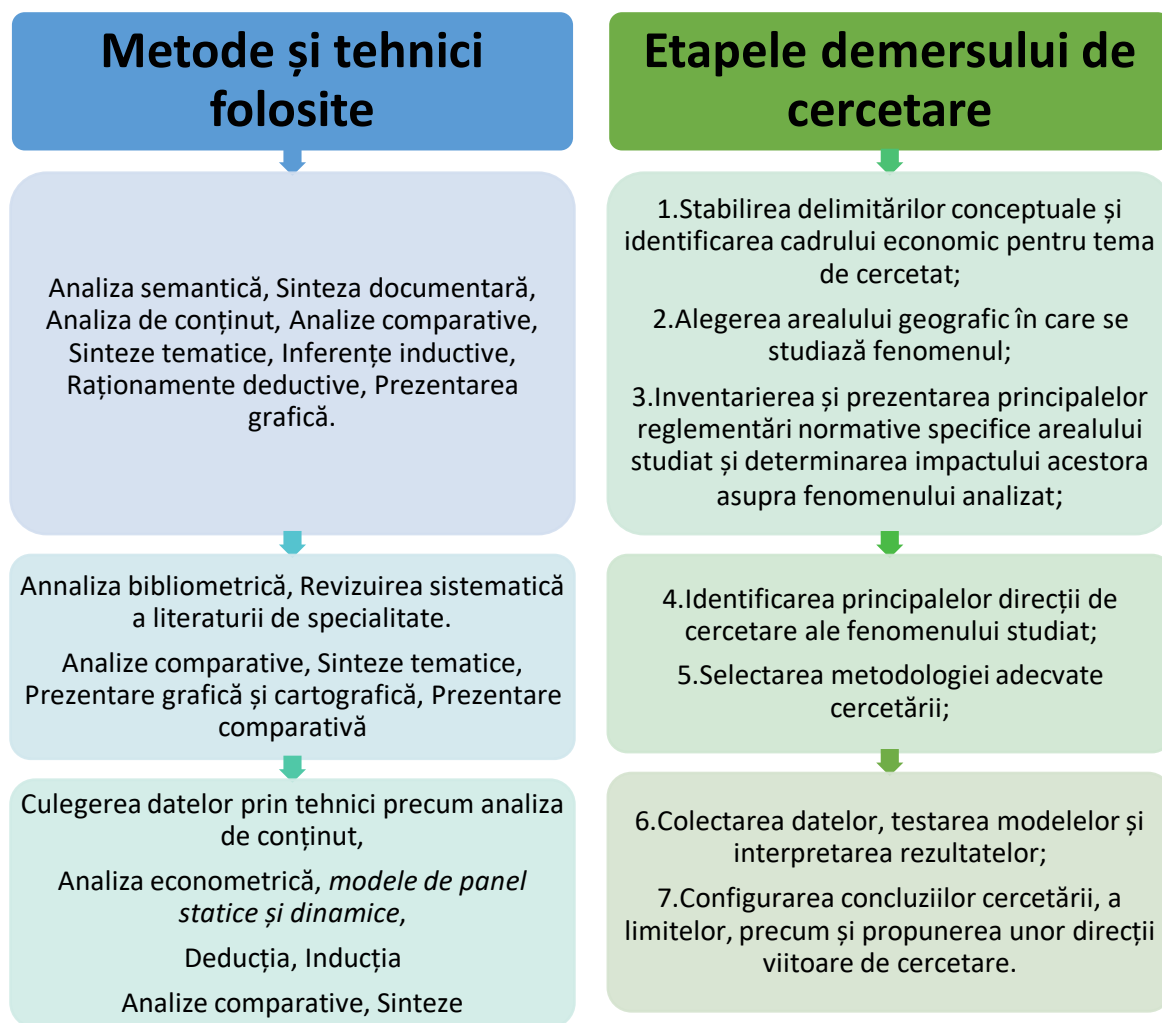 Metode și tehnici
folosite
Analiza semantică, Sinteza documentară,
Analiza de conținut, Analize comparative,
Sinteze tematice, Inferențe inductive,
Raționamente deductive, Prezentarea
grafică.
Annaliza bibliometrică, Revizuirea sistematică
a literaturii de specialitate.
Analize comparative, Sinteze tematice,
Prezentare grafică și cartografică, Prezentare
comparativă
Culegerea datelor prin tehnici precum analiza
de conținut,
Analiza econometrică, modele de panel
statice și dinamice,
Deducția, Inducția
Analize comparative, Sinteze
Etapele demersului de
cercetare
1.Stabilirea delimitărilor conceptuale și
identificarea cadrului economic pentru tema
de cercetat;
2.Alegerea arealului geografic în care se
studiază fenomenul;
3.Inventarierea și prezentarea principalelor
reglementări normative specifice arealului
studiat și determinarea impactului acestora
asupra fenomenului analizat;
4.Identificarea principalelor direcții de
cercetare ale fenomenului studiat;
5.Selectarea metodologiei adecvate
cercetării;
6.Colectarea datelor, testarea modelelor și
interpretarea rezultatelor;
7.Configurarea concluziilor cercetării, a
limitelor, precum și propunerea unor direcții
viitoare de cercetare.